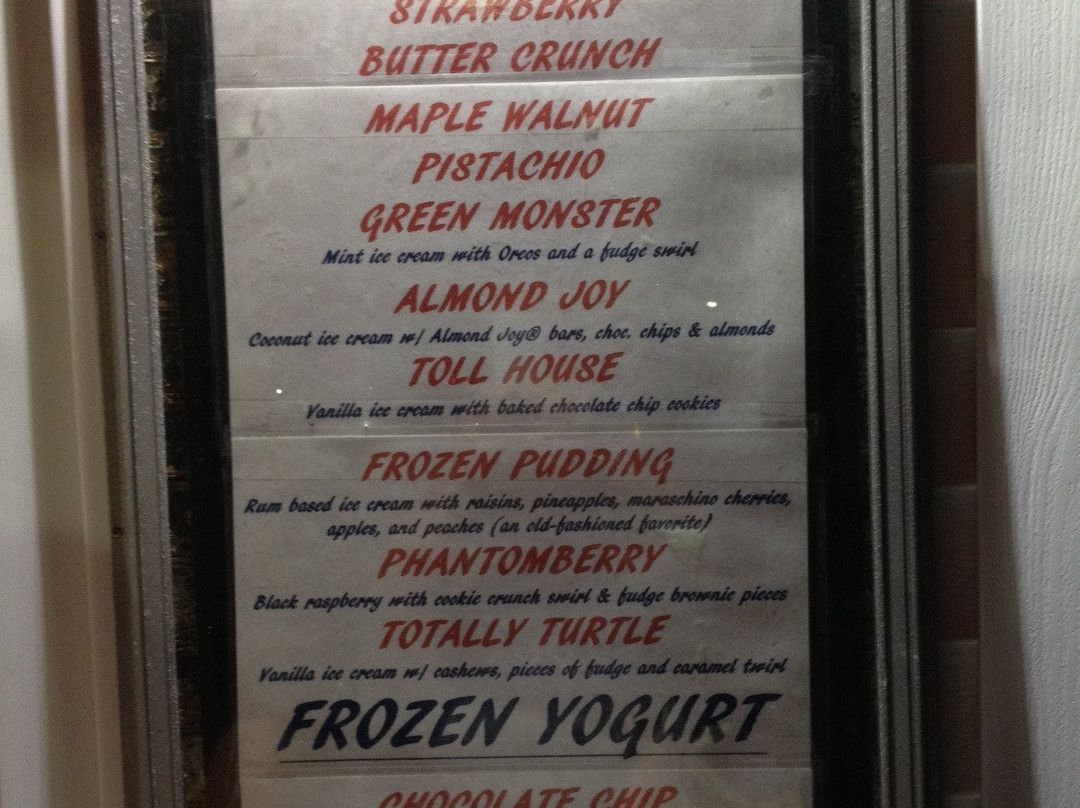 STRAWBERRY
BUTTER CRUNCH
MAPLE WALNUT
PISTACHIO
GREEN MONSTER
Mint ice cream with Oreos and a fudge swirl
ALMOND JOY
Coconut ice cream w/ Almond Joy® bars, choc. chips & almonds
TOLL HOUSE
Vanilla ice cream with baked chocolate chip cookies
FROZEN PUDDING
Rum based ice cream with raisins, pineapples, maraschino cherries,
apples, and peaches (an old-fashioned favorite)
PHANTOMBERRY
Black raspberry with cookie crunch swirl & fudge brownie pieces
TOTALLY TURTLE
Vanilla ice cream w/ cashews, pieces of fudge and caramel twirl
FROZEN YOGURT
CHOCOLATE CHIP